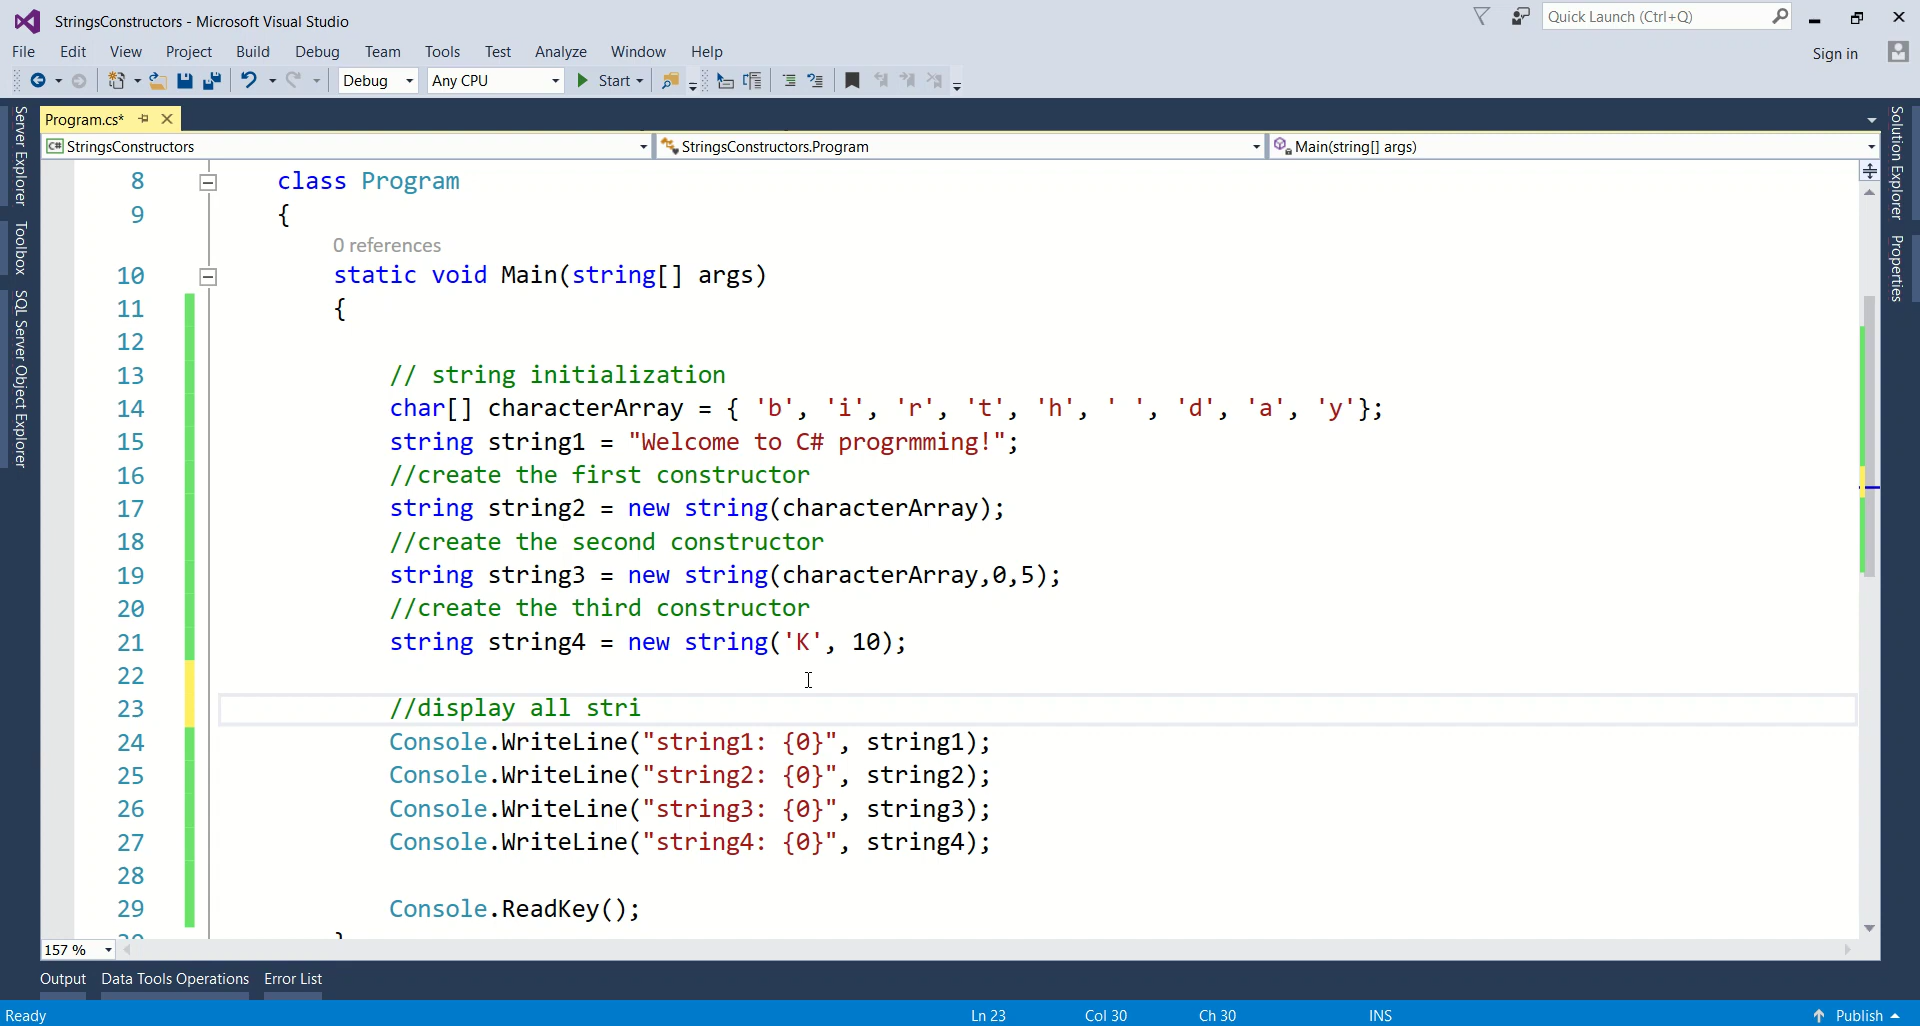 StringsConstructors - Microsoft Visual Studio
Quick Launch (Ctrl+Q)
File Edit View Project Build Debug Team Tools Test Analyze Window Help
Sign in
Debug Any CPU Start
Program.cs*
C# StringsConstructors StringsConstructors.Program Main(string[] args)
Server Explorer
Toolbox
SQL Server Object Explorer
Solution Explorer
Properties
8 class Program
9 {
0 references
10 static void Main(string[] args)
11 {
12
13 // string initialization
14 char[] characterArray = { 'b', 'i', 'r', 't', 'h', ' ', 'd', 'a', 'y'};
15 string string1 = "Welcome to C# progrmming!";
16 //create the first constructor
17 string string2 = new string(characterArray);
18 //create the second constructor
19 string string3 = new string(characterArray,0,5);
20 //create the third constructor
21 string string4 = new string('K', 10);
22
23 //display all stri
24 Console.WriteLine("string1: {0}", string1);
25 Console.WriteLine("string2: {0}", string2);
26 Console.WriteLine("string3: {0}", string3);
27 Console.WriteLine("string4: {0}", string4);
28
29 Console.ReadKey();
157 %
Output Data Tools Operations Error List
Ready Ln 23 Col 30 Ch 30 INS Publish